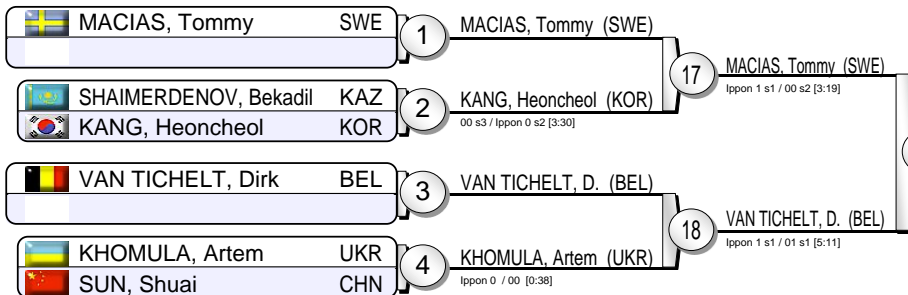 MACIAS, Tommy SWE
1
MACIAS, Tommy (SWE)
17
MACIAS, Tommy (SWE)
Ippon 1 s1 / 00 s2 [3:19]
SHAIMERDENOV, Bekadil KAZ
KANG, Heoncheol KOR
2
KANG, Heoncheol (KOR)
00 s3 / Ippon 0 s2 [3:30]
VAN TICHELT, Dirk BEL
3
VAN TICHELT, D. (BEL)
18
VAN TICHELT, D. (BEL)
Ippon 1 s1 / 01 s1 [5:11]
KHOMULA, Artem UKR
SUN, Shuai CHN
4
KHOMULA, Artem (UKR)
Ippon 0 / 00 [0:38]